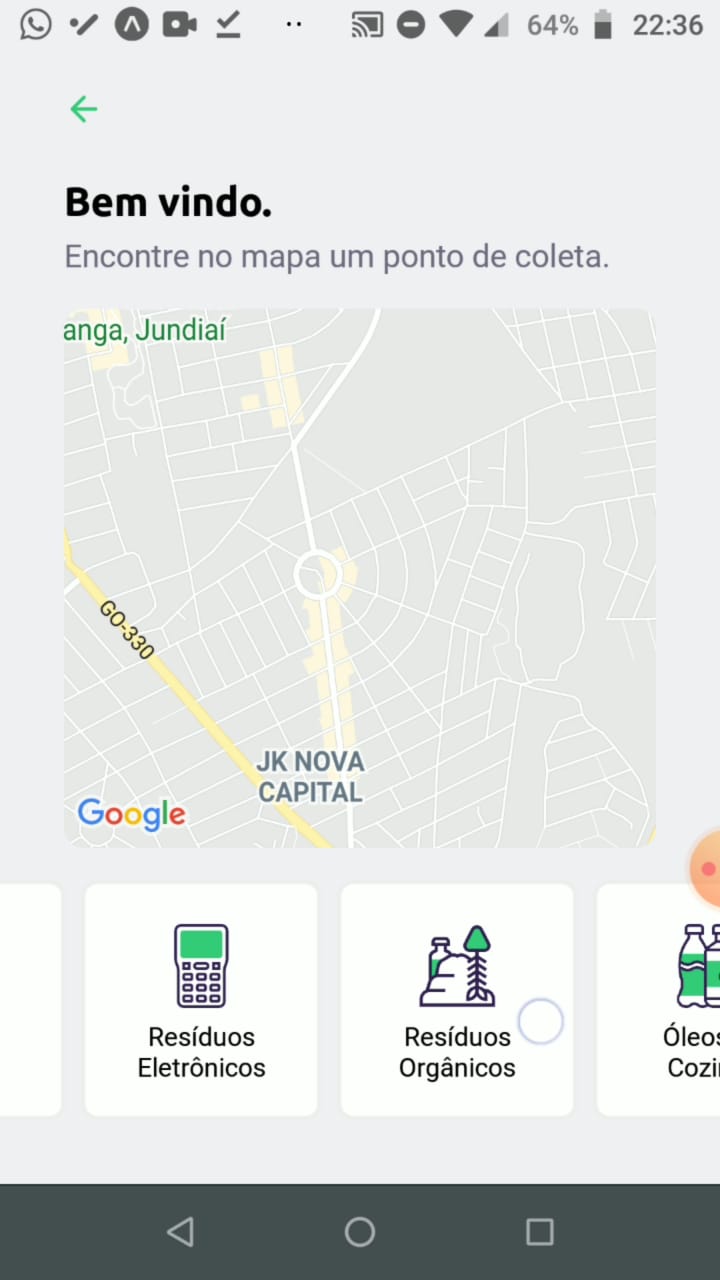 64% 22:36
Bem vindo.
Encontre no mapa um ponto de coleta.
anga, Jundiaí
GO-330
JK NOVA
CAPITAL
Google
Resíduos
Eletrônicos
Resíduos
Orgânicos
Óleos
Cozi